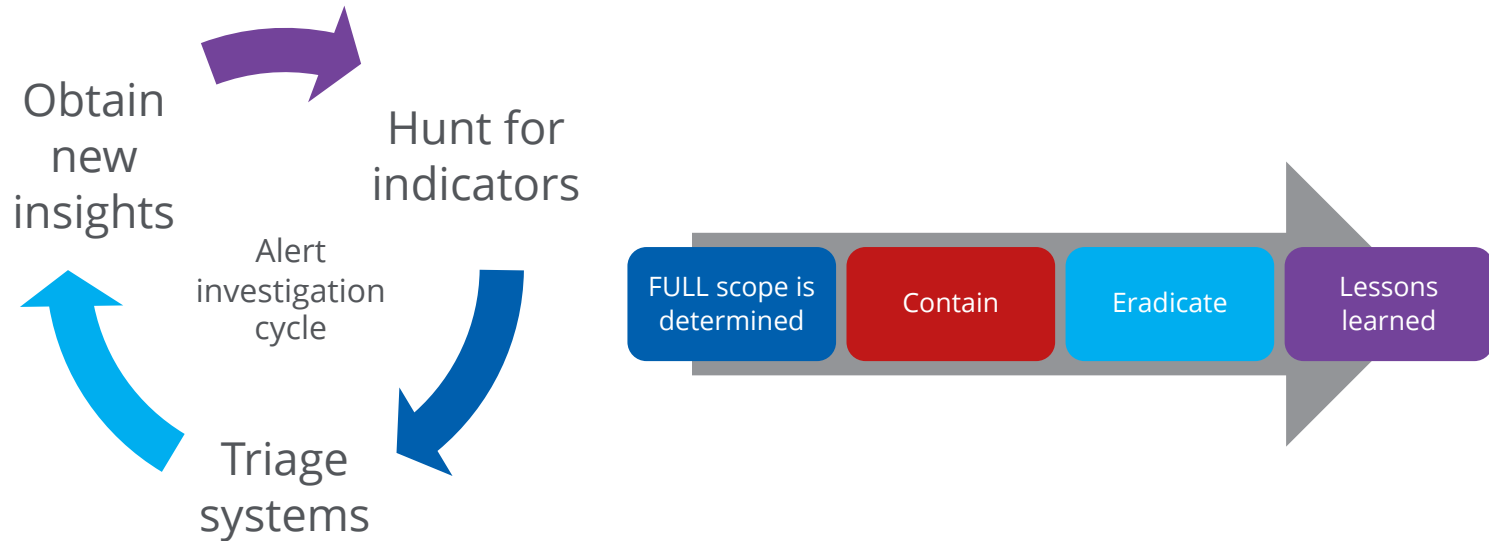 Obtain
new
insights
Hunt for
indicators
Alert
investigation
cycle
Triage
systems
FULL scope is
determined
Contain
Eradicate
Lessons
learned